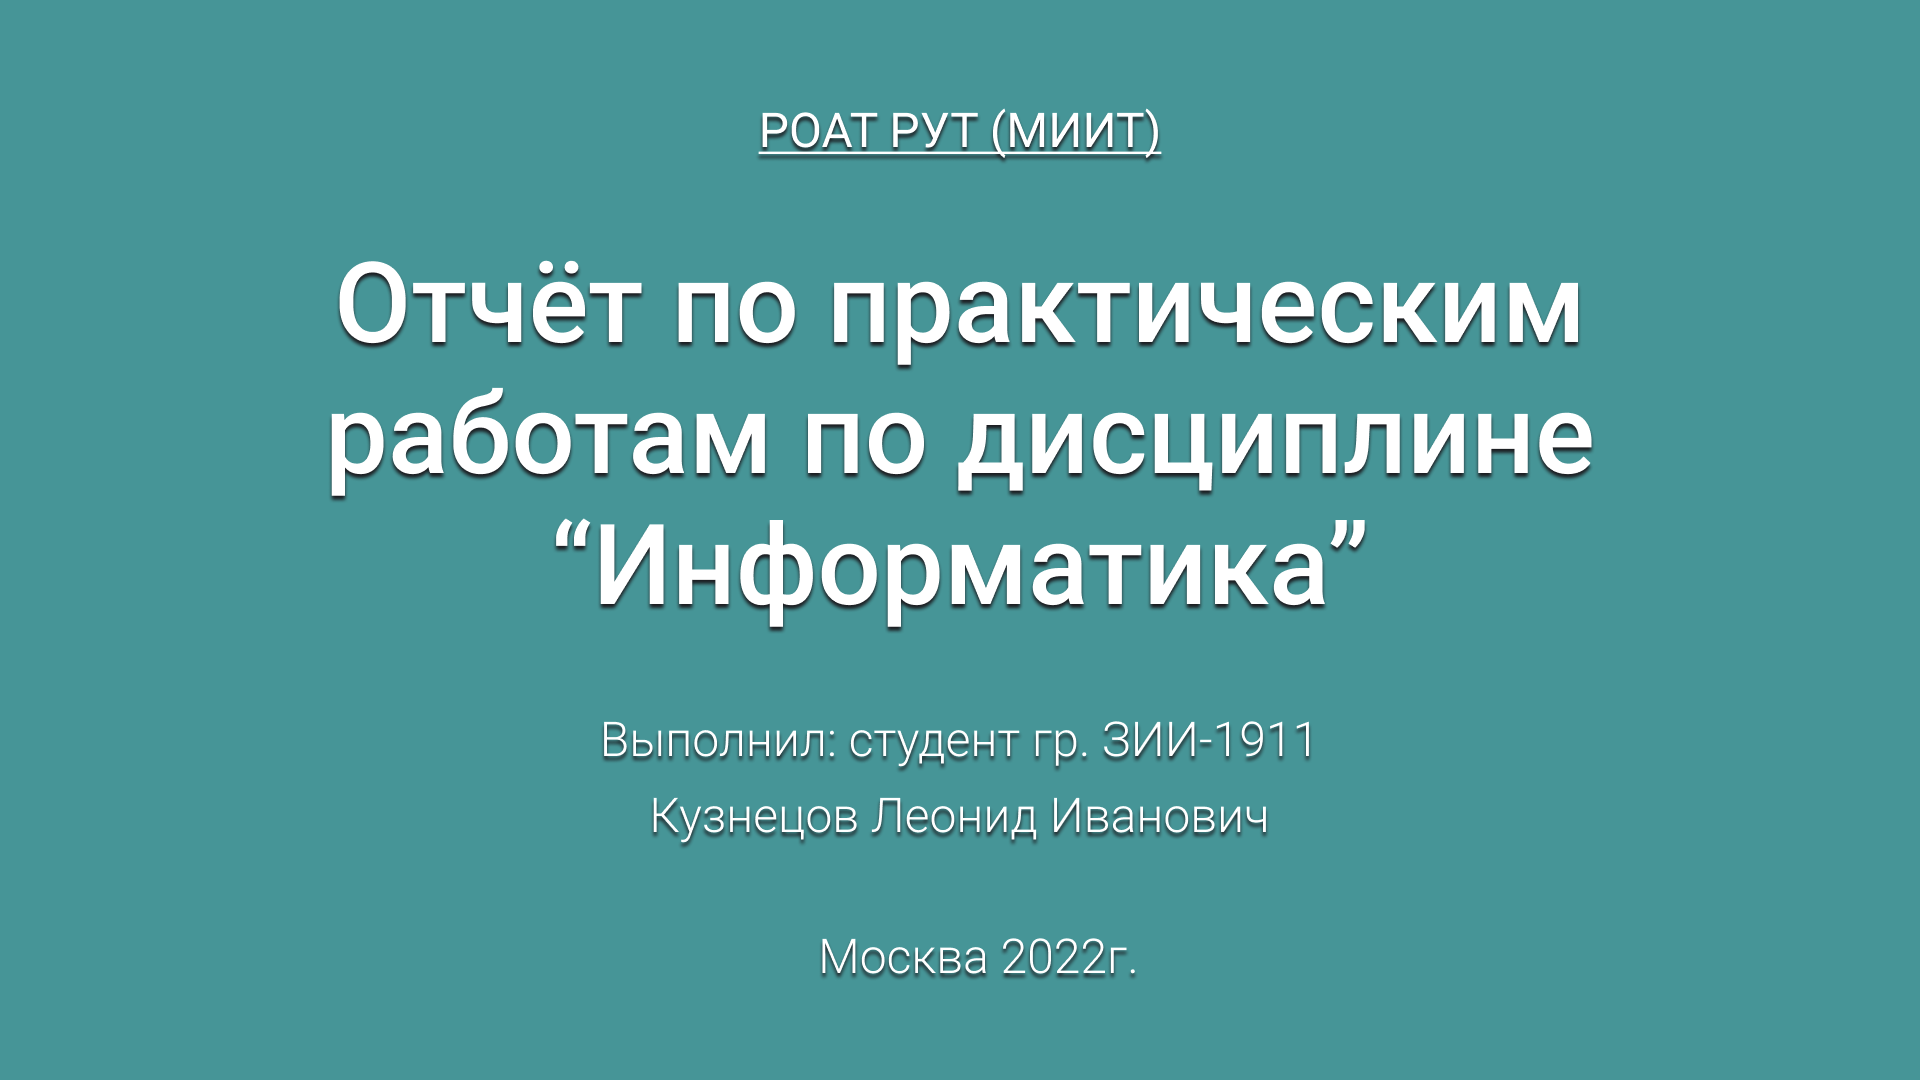 РОАТ РУТ (МИИТ)
Отчёт по практическим
работам по дисциплине
“Информатика”
Выполнил: студент гр. ЗИИ-1911
Кузнецов Леонид Иванович
Москва 2022г.